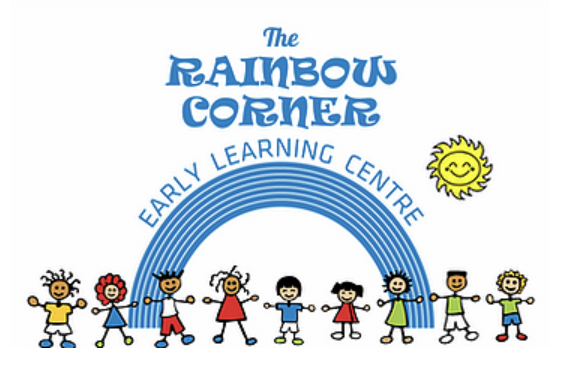 The
RAINBOW
CORNER
EARLY LEARNING CENTRE